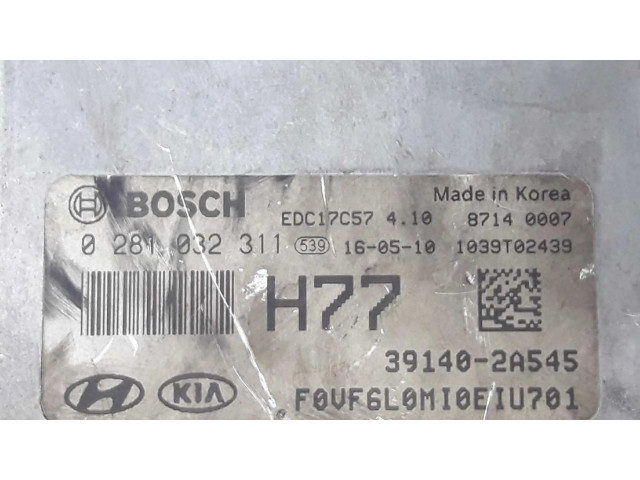 BOSCH
EDC17C57 4.10 8714 0007
Made in Korea
0 281 032 311 539 16-05-10 1039T02439
H77
39140-2A545
KIA
F0VF6L0MI0EIU701